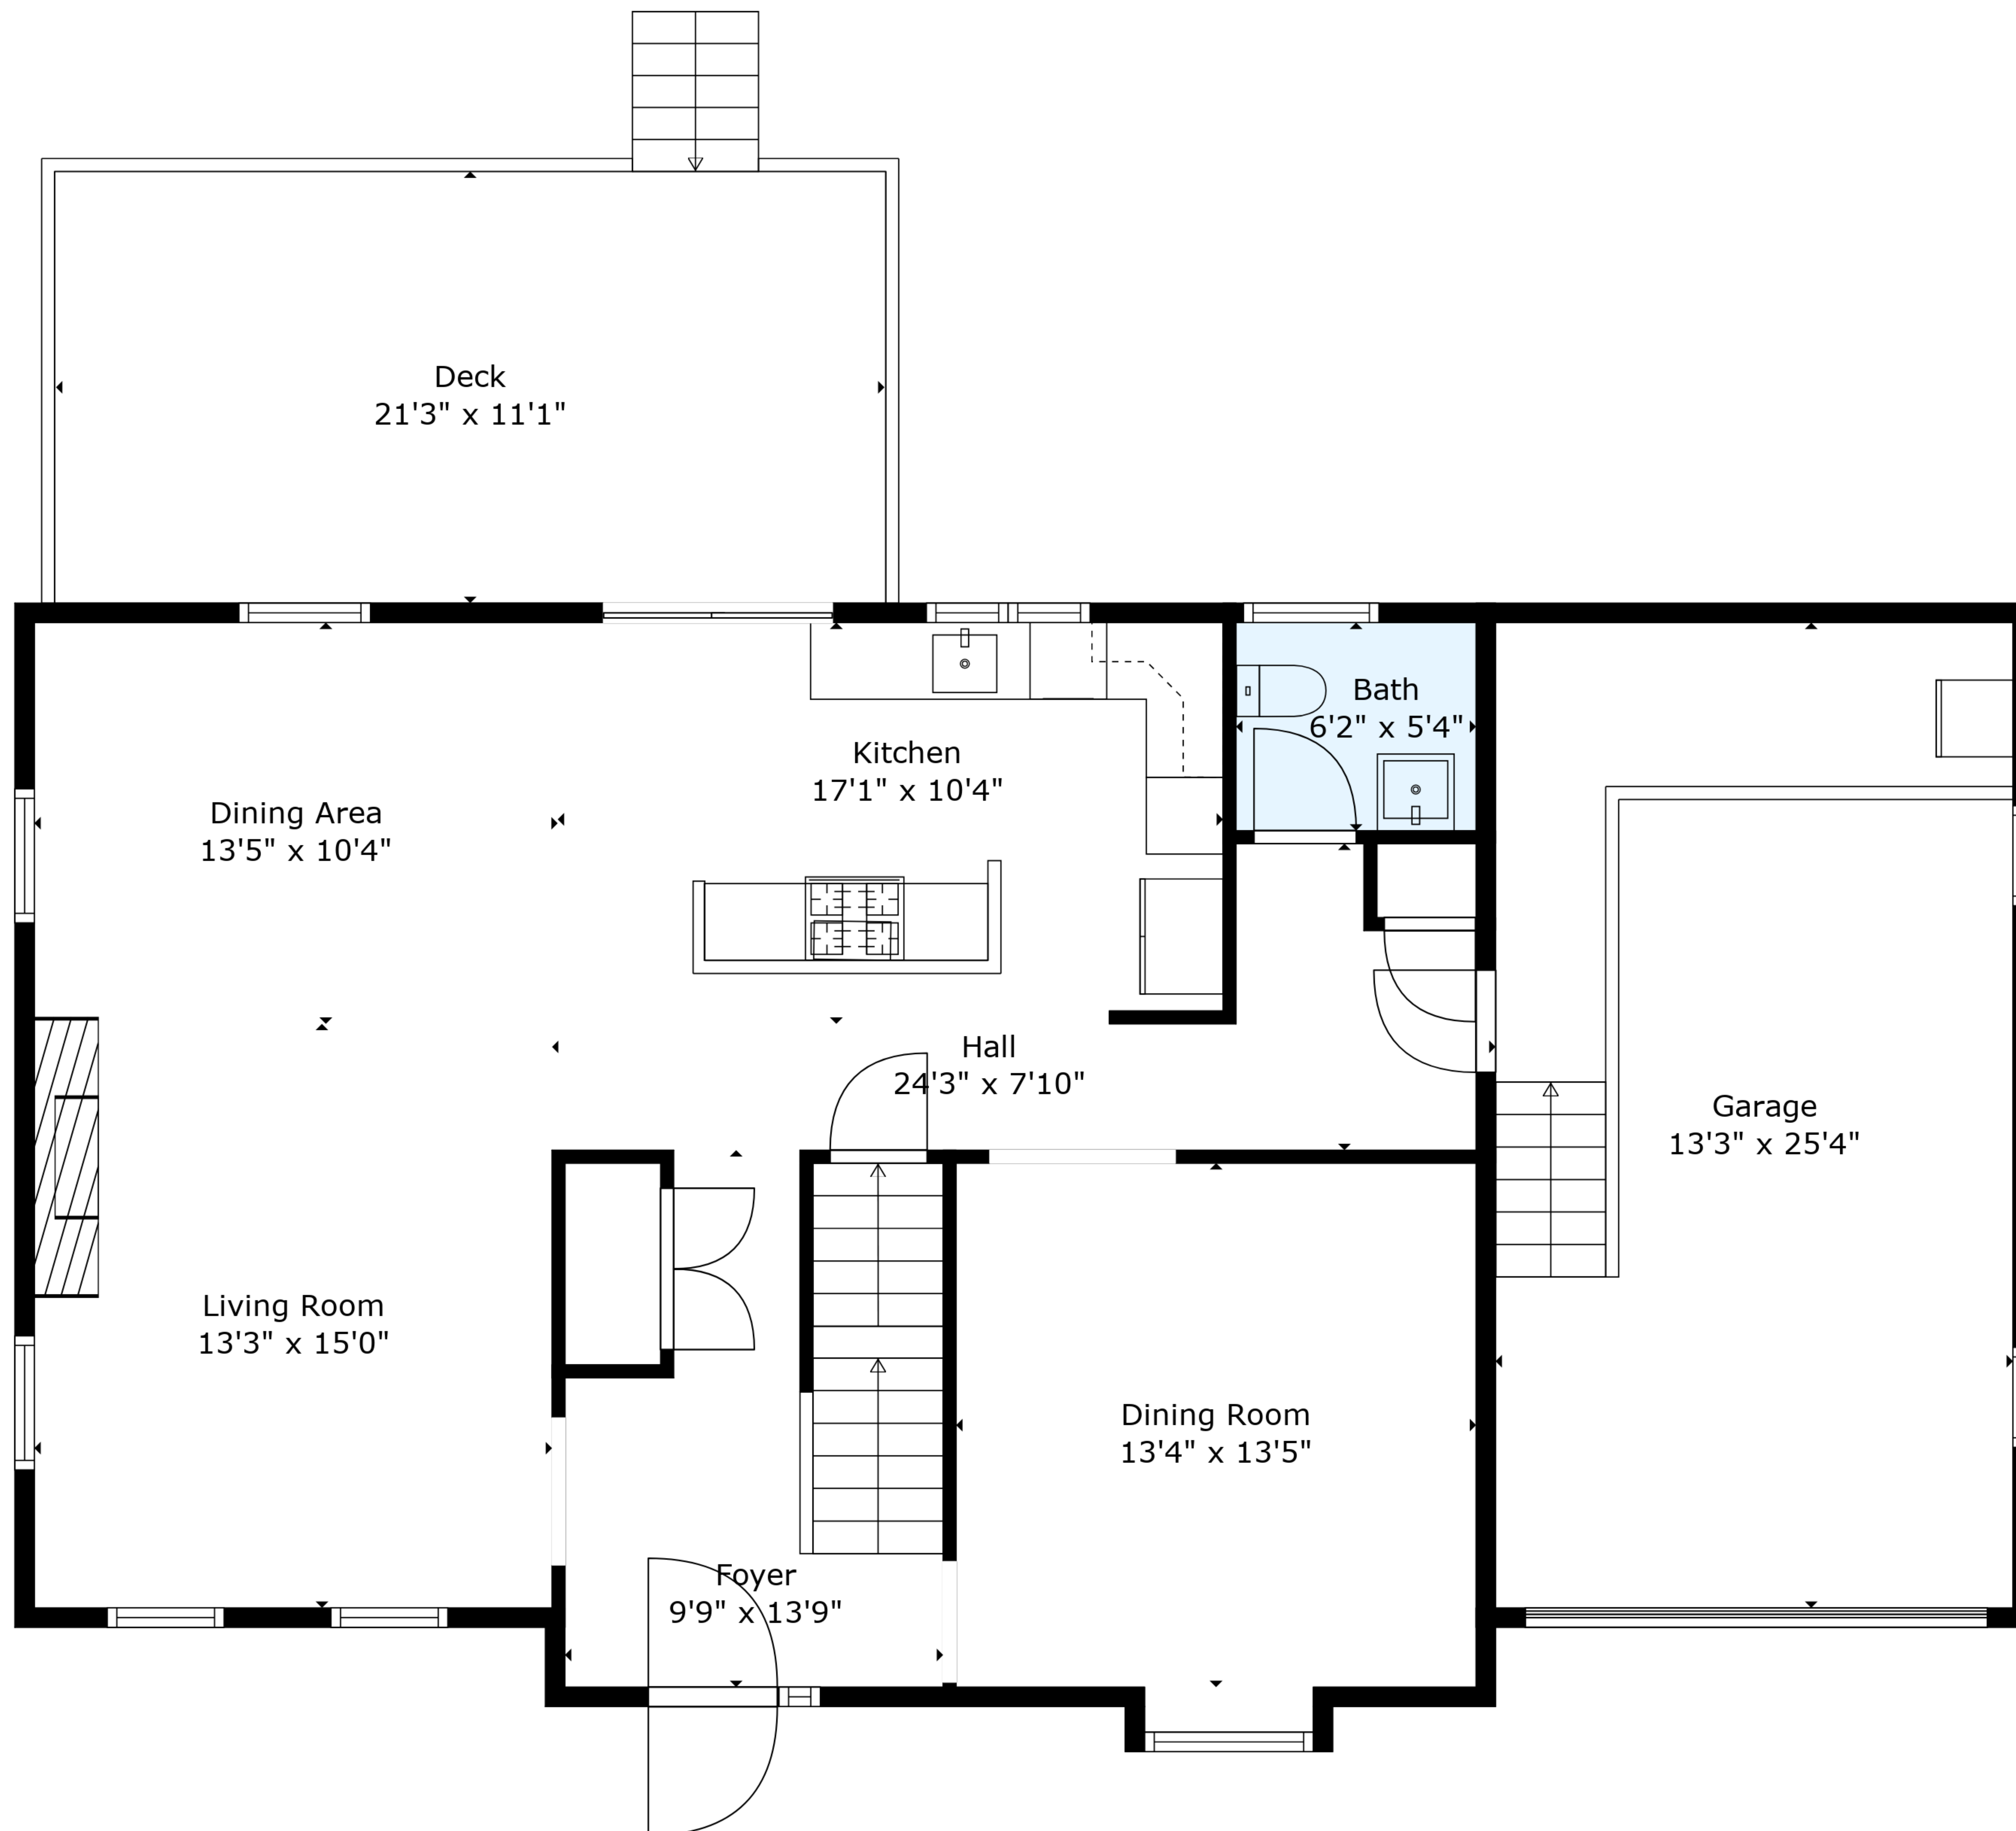 Deck
21'3" x 11'1"
Bath
6'2" x 5'4"
Kitchen
17'1" x 10'4"
Dining Area
13'5" x 10'4"
Hall
24'3" x 7'10"
Garage
13'3" x 25'4"
Living Room
13'3" x 15'0"
Dining Room
13'4" x 13'5"
Foyer
9'9" x 13'9"